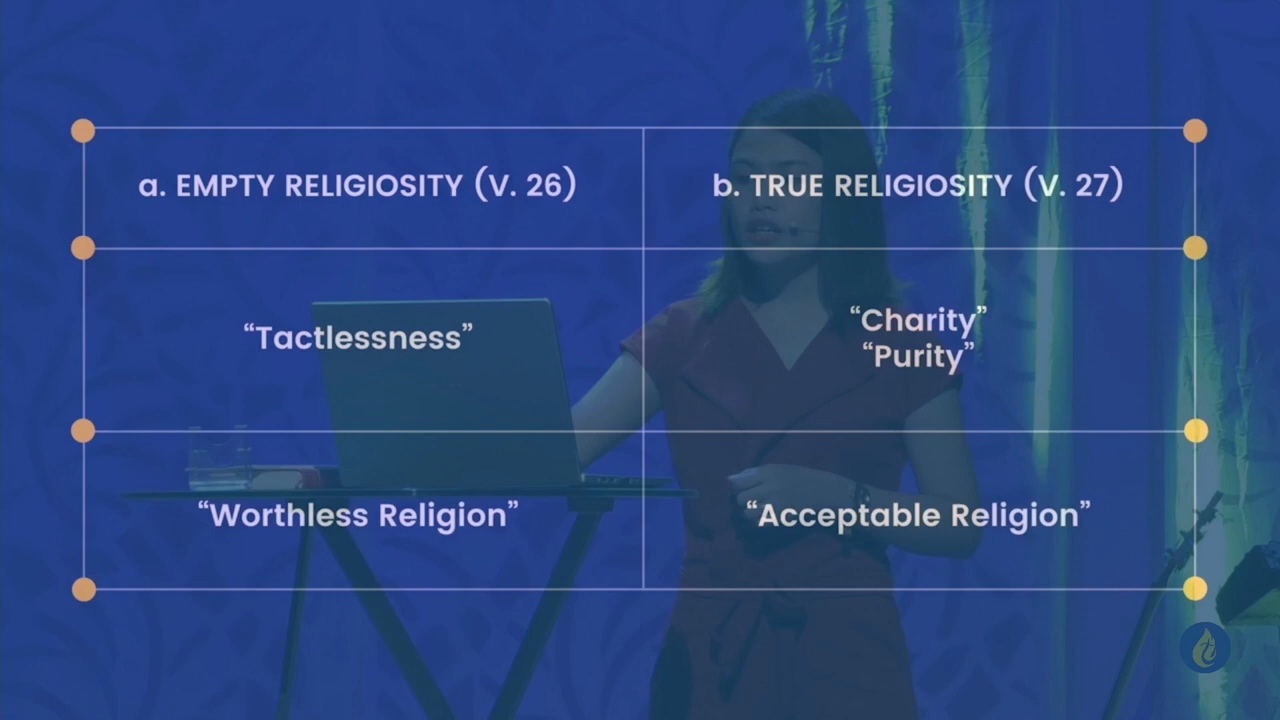 a. EMPTY RELIGIOSITY (V. 26)
b. TRUE RELIGIOSITY (V. 27)
“Tactlessness”
“Charity”
“Purity”
“Worthless Religion”
“Acceptable Religion”